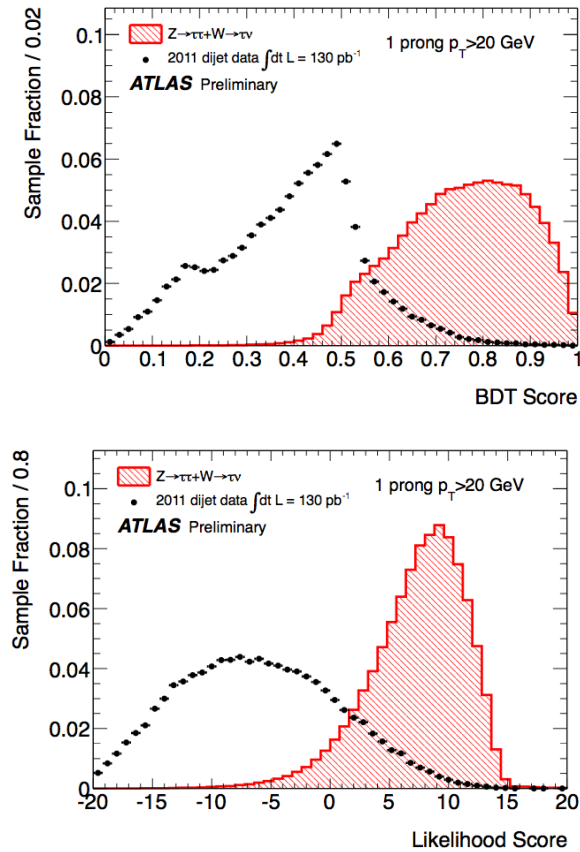 Sample Fraction / 0.02
0.1
0.08
0.06
0.04
0.02
0
Z→ττ+W→τν
2011 dijet data ∫dt L = 130 pb⁻¹
ATLAS Preliminary
1 prong p_T>20 GeV
0 0.1 0.2 0.3 0.4 0.5 0.6 0.7 0.8 0.9 1
BDT Score
Sample Fraction / 0.8
0.1
0.08
0.06
0.04
0.02
0
Z→ττ+W→τν
2011 dijet data ∫dt L = 130 pb⁻¹
ATLAS Preliminary
1 prong p_T>20 GeV
-20 -15 -10 -5 0 5 10 15 20
Likelihood Score